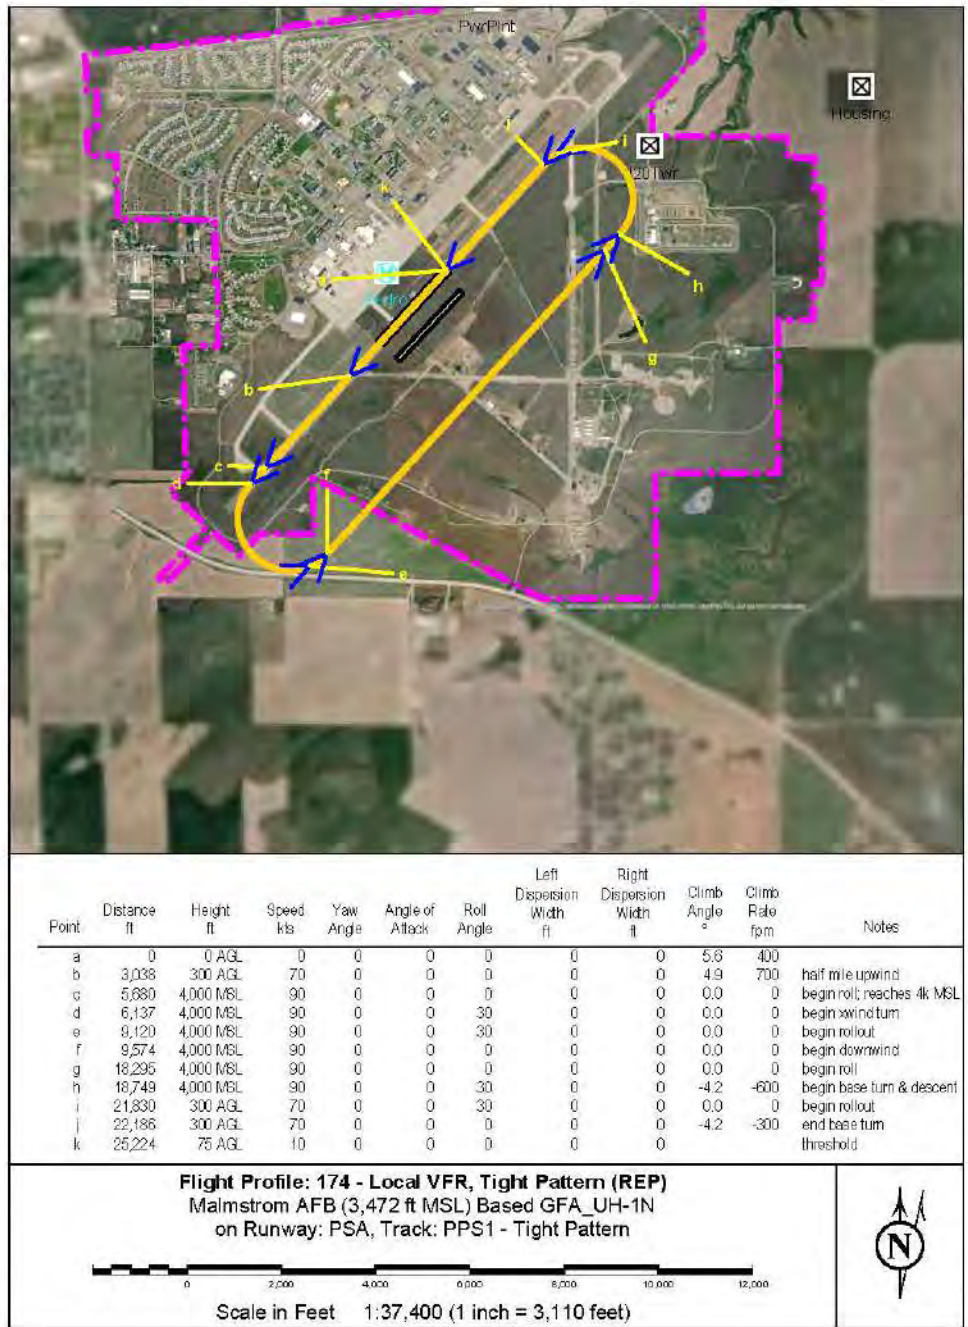 PwrPlnt
Housing
j
i
k
a
h
g
b
c
d
f
e
Left
Dispersion
Width
ft
Right
Dispersion
Width
ft
Climb
Angle
°
Climb
Rate
fpm
Point
Distance
ft
Height
ft
Speed
kts
Yaw
Angle
Angle of
Attack
Roll
Angle
Notes
a 0 0 AGL 0 0 0 0 0 0 5.6 400
b 3,038 300 AGL 70 0 0 0 0 0 4.9 700 half mile upwind
c 5,680 4,000 MSL 90 0 0 0 0 0 0.0 0 begin roll; reaches 4k MSL
d 6,137 4,000 MSL 90 0 0 30 0 0 0.0 0 begin xwind turn
e 9,120 4,000 MSL 90 0 0 30 0 0 0.0 0 begin rollout
f 9,574 4,000 MSL 90 0 0 0 0 0 0.0 0 begin downwind
g 18,295 4,000 MSL 90 0 0 0 0 0 0.0 0 begin roll
h 18,749 4,000 MSL 90 0 0 30 0 0 -4.2 -600 begin base turn & descent
i 21,830 300 AGL 70 0 0 30 0 0 0.0 0 begin rollout
j 22,186 300 AGL 70 0 0 0 0 0 -4.2 -300 end base turn
k 25,224 75 AGL 10 0 0 0 0 0 threshold
Flight Profile: 174 - Local VFR, Tight Pattern (REP)
Malmstrom AFB (3,472 ft MSL) Based GFA_UH-1N
on Runway: PSA, Track: PPS1 - Tight Pattern
0 2,000 4,000 6,000 8,000 10,000 12,000
Scale in Feet 1:37,400 (1 inch = 3,110 feet)
N